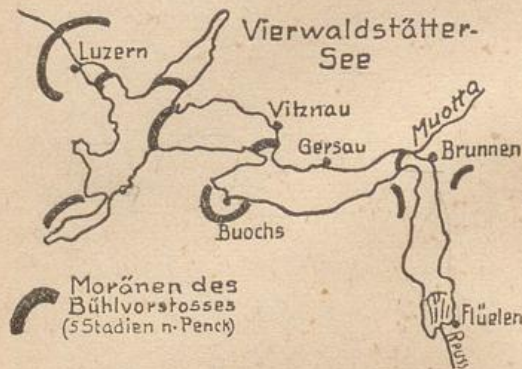 Vierwaldstätter-
See
Luzern
Vitznau
Muotta
Gersau
Brunnen
Buochs
Moränen des
Bühlvorstosses
(5 Stadien n. Penck)
Flüelen
Reuss